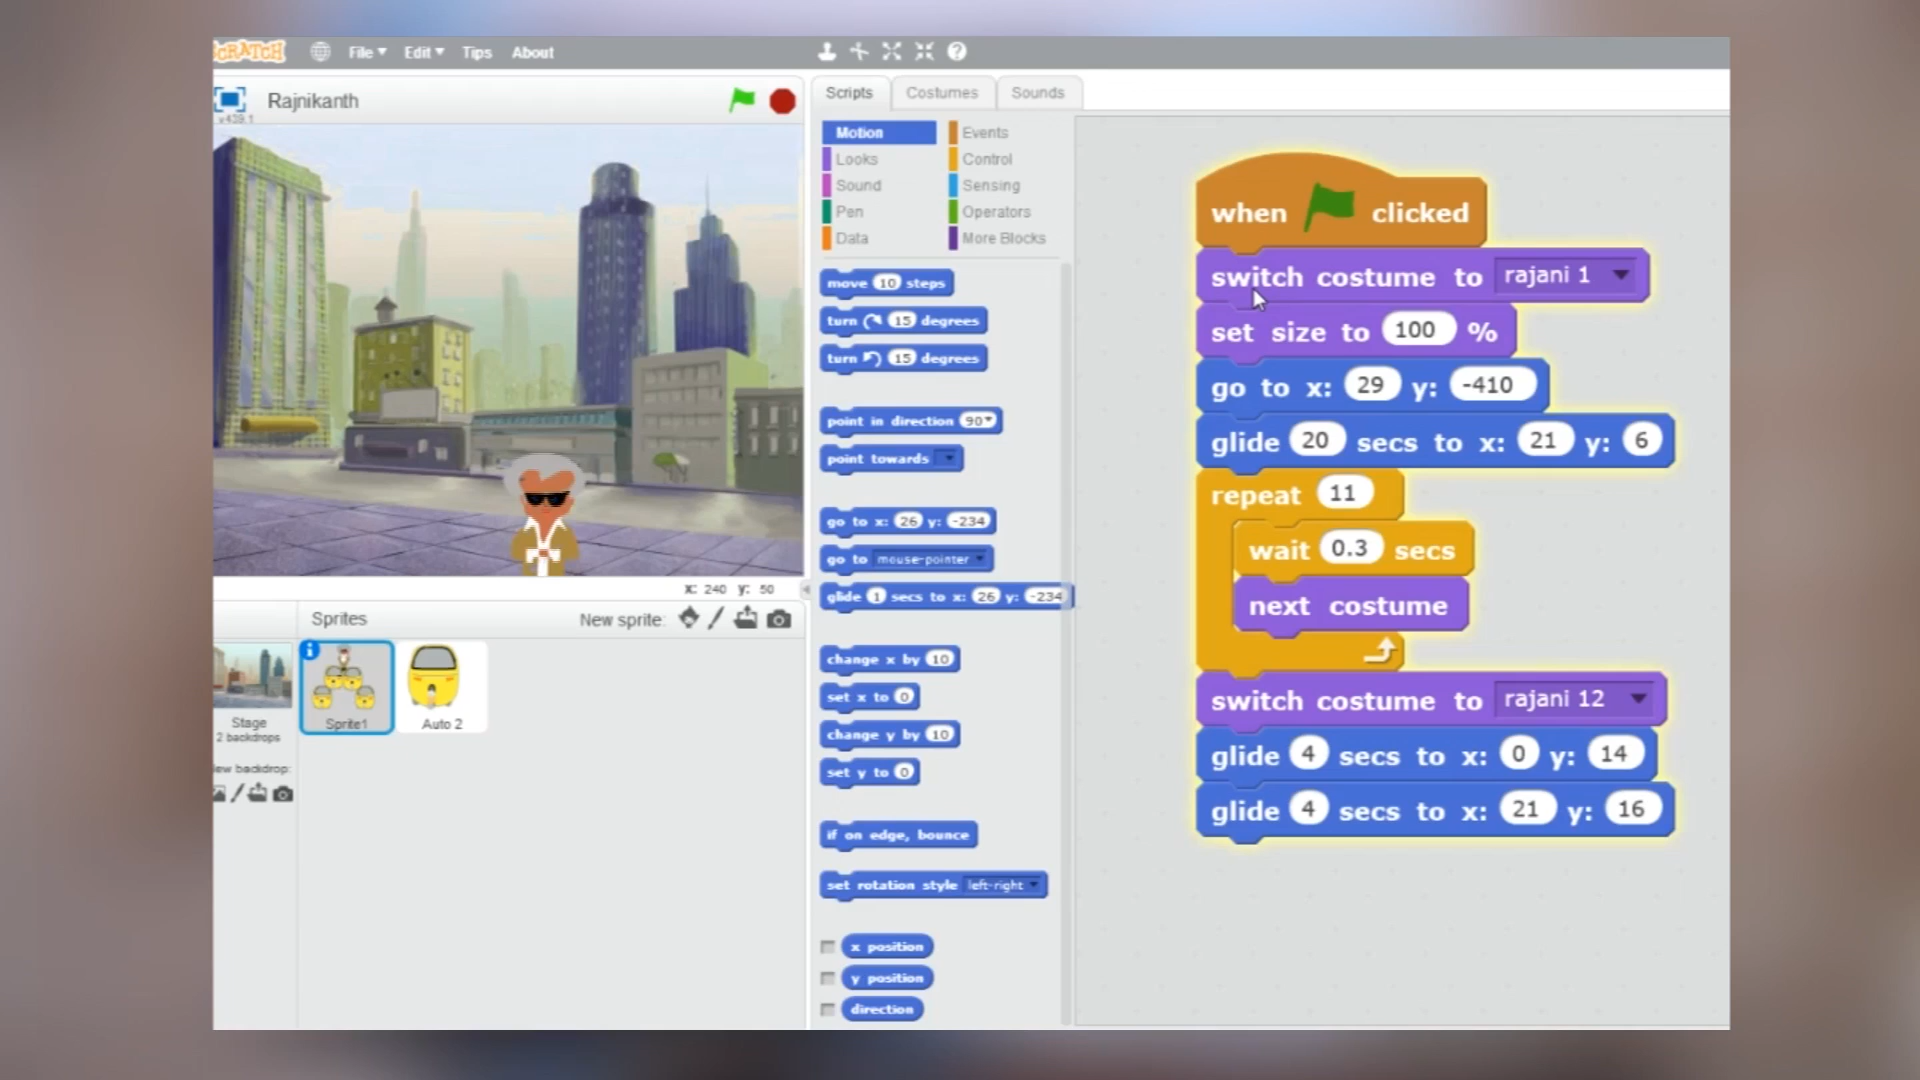 SCRATCH File Edit Tips About
Rajnikanth
v439.1
x: 240 y: 50
Sprites New sprite:
Stage
2 backdrops
Sprite1
Auto 2
ew backdrop:
Scripts Costumes Sounds
Motion Events
Looks Control
Sound Sensing
Pen Operators
Data More Blocks
move 10 steps
turn 15 degrees
turn 15 degrees
point in direction 90
point towards
go to x: 26 y: -234
go to mouse-pointer
glide 1 secs to x: 26 y: -234
change x by 10
set x to 0
change y by 10
set y to 0
if on edge, bounce
set rotation style left-right
x position
y position
direction
when clicked
switch costume to rajani 1
set size to 100 %
go to x: 29 y: -410
glide 20 secs to x: 21 y: 6
repeat 11
wait 0.3 secs
next costume
switch costume to rajani 12
glide 4 secs to x: 0 y: 14
glide 4 secs to x: 21 y: 16